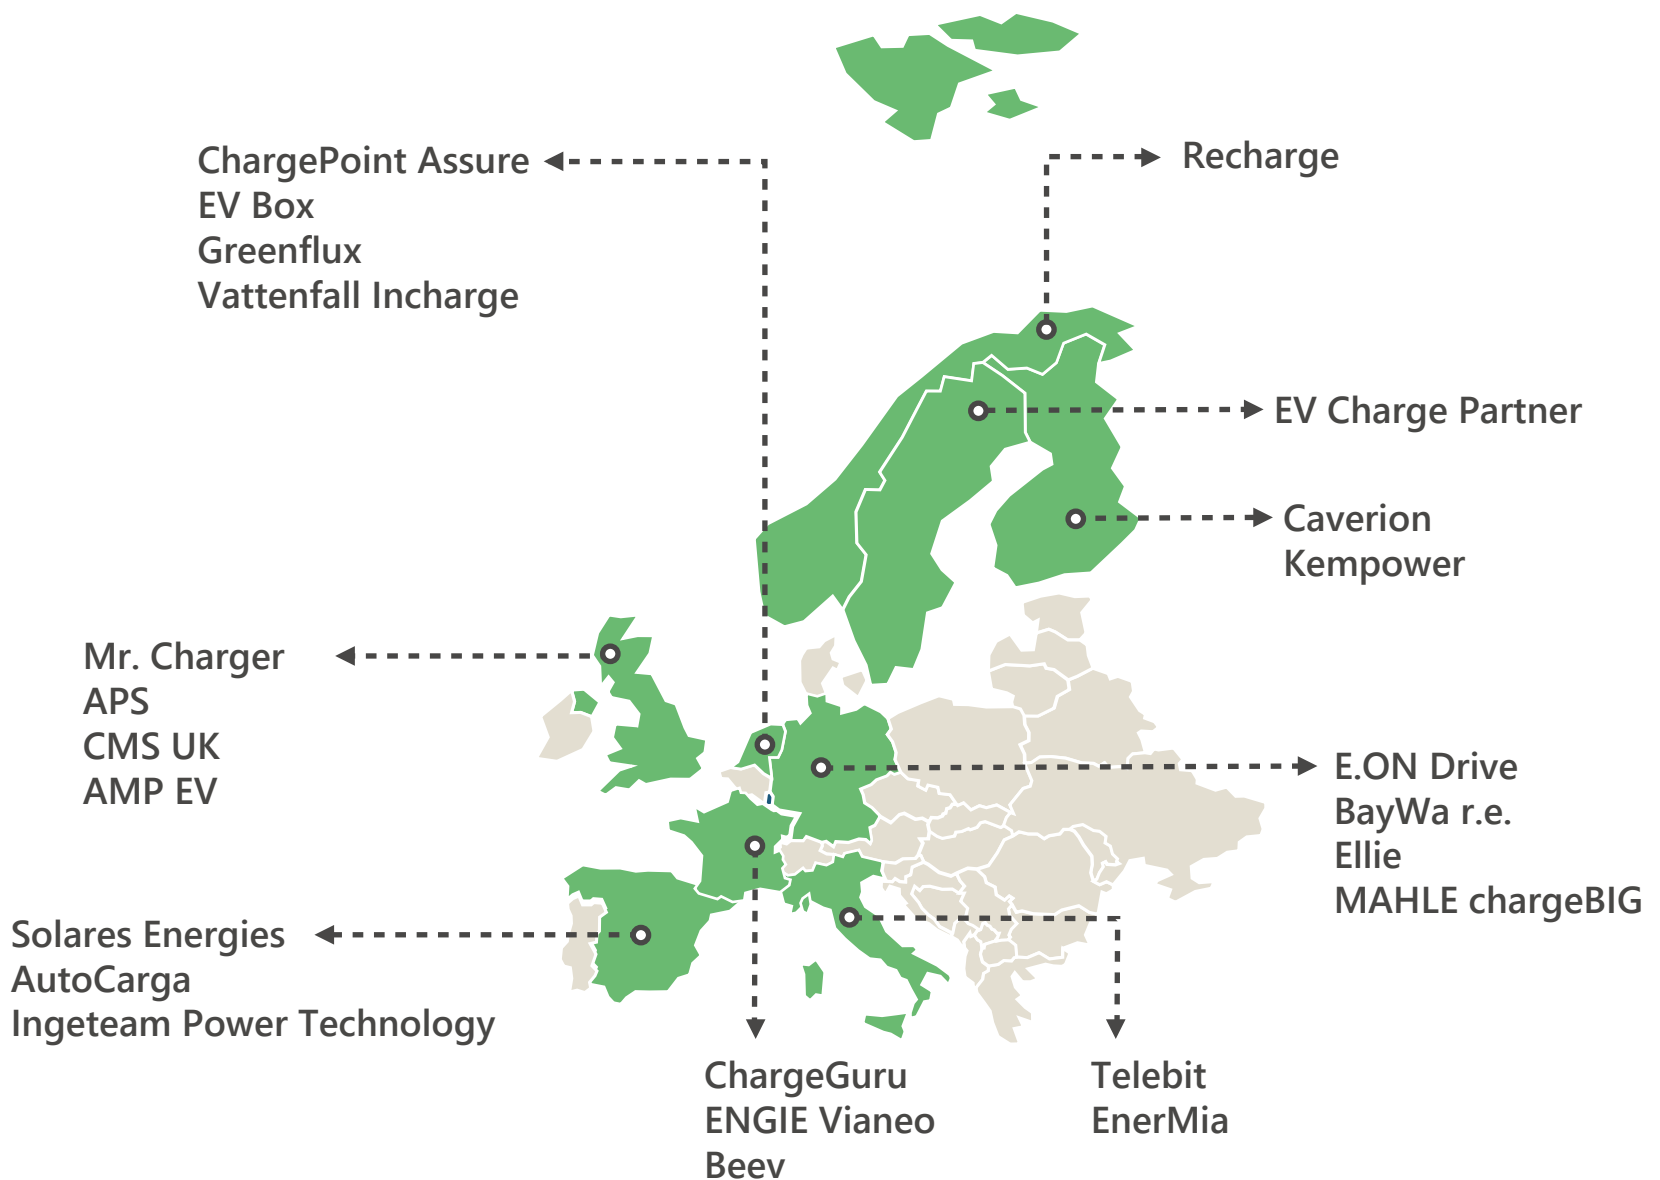 ChargePoint Assure
EV Box
Greenflux
Vattenfall Incharge
Recharge
EV Charge Partner
Caverion
Kempower
Mr. Charger
APS
CMS UK
AMP EV
E.ON Drive
BayWa r.e.
Ellie
MAHLE chargeBIG
Solares Energies
AutoCarga
Ingeteam Power Technology
ChargeGuru
ENGIE Vianeo
Beev
Telebit
EnerMia